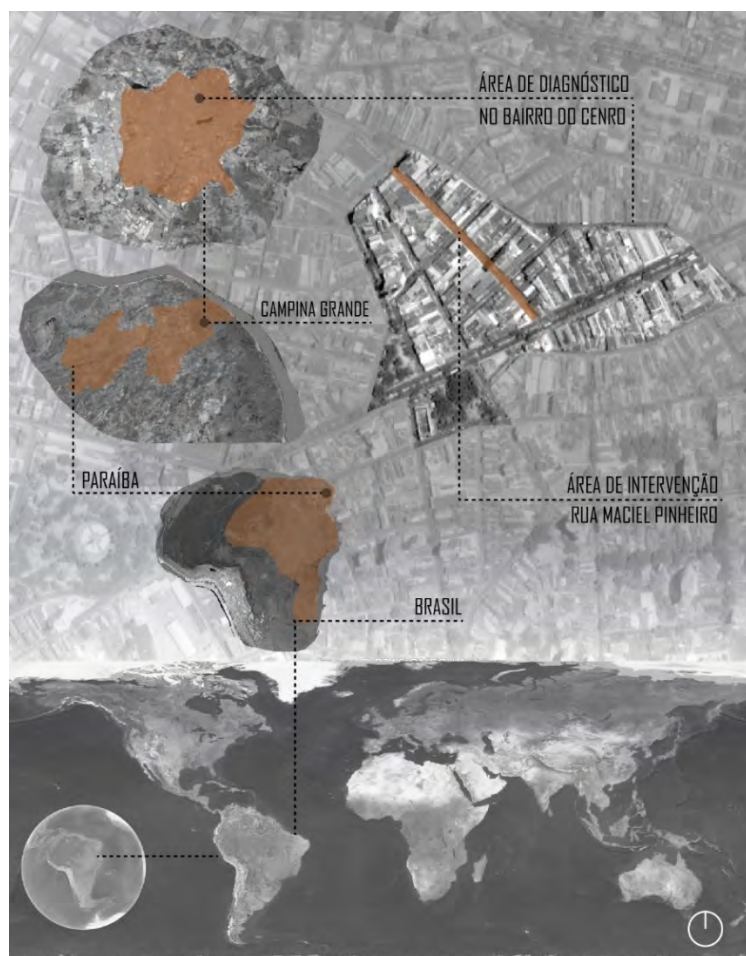 ÁREA DE DIAGNÓSTICO
NO BAIRRO DO CENRO
CAMPINA GRANDE
PARAÍBA
ÁREA DE INTERVENÇÃO
RUA MACIEL PINHEIRO
BRASIL